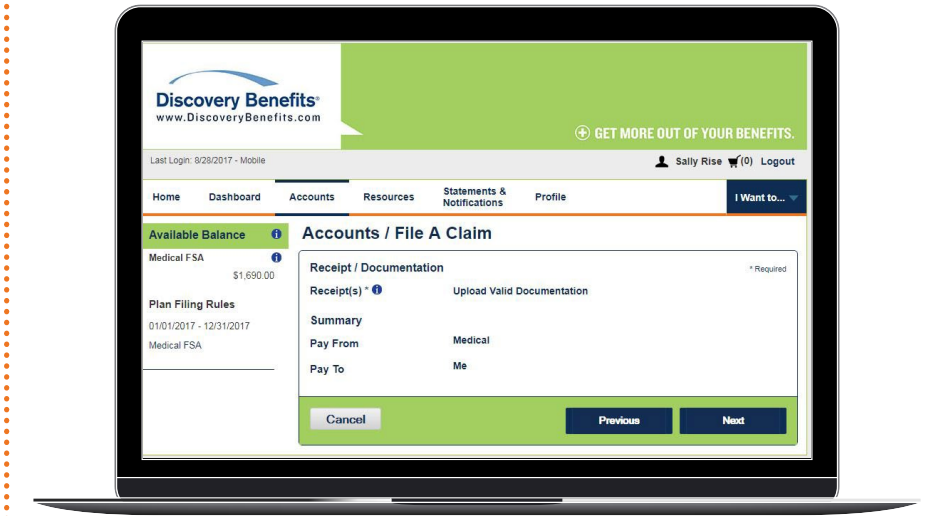 Discovery Benefits®
www.DiscoveryBenefits.com
GET MORE OUT OF YOUR BENEFITS.
Last Login: 8/28/2017 - Mobile
Sally Rise (0) Logout
Home Dashboard Accounts Resources Statements & Notifications Profile I Want to...
Available Balance
Medical FSA
$1,690.00
Plan Filing Rules
01/01/2017 - 12/31/2017
Medical FSA
Accounts / File A Claim
Receipt / Documentation * Required
Receipt(s) * Upload Valid Documentation
Summary
Pay From Medical
Pay To Me
Cancel Previous Next